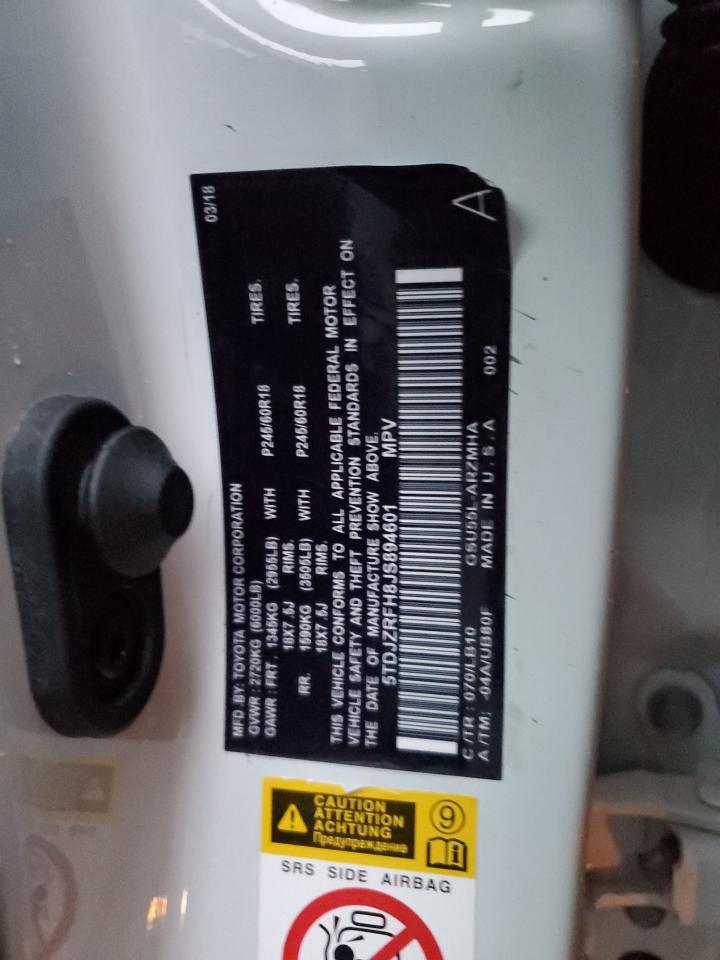 MFD.BY: TOYOTA MOTOR CORPORATION 03/18
GVWR : 2720KG (6000LB)
GAWR : FRT. 1345KG (2965LB) WITH P245/60R18 TIRES.
18X7.5J RIMS.
RR. 1590KG (3505LB) WITH P245/60R18 TIRES.
18X7.5J RIMS.
THIS VEHICLE CONFORMS TO ALL APPLICABLE FEDERAL MOTOR
VEHICLE SAFETY AND THEFT PREVENTION STANDARDS IN EFFECT ON
THE DATE OF MANUFACTURE SHOW ABOVE.
5TDJZRFH8JS894601 MPV
A
C/TR: 070/LB10 GSU55L-ARZMHA
A/TM: -04A/UB80F MADE IN U.S.A 002
CAUTION
ATTENTION
ACHTUNG
Предупреждение
9
SRS SIDE AIRBAG